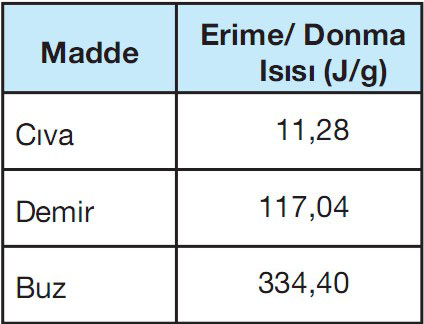 Madde
Erime/ Donma
Isısı (J/g)
Cıva
11,28
Demir
117,04
Buz
334,40